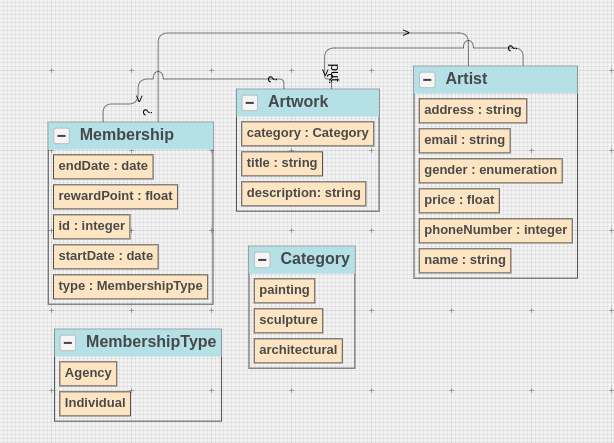 Membership
endDate : date
rewardPoint : float
id : integer
startDate : date
type : MembershipType
Artwork
category : Category
title : string
description: string
Artist
address : string
email : string
gender : enumeration
price : float
phoneNumber : integer
name : string
Category
painting
sculpture
architectural
MembershipType
Agency
Individual